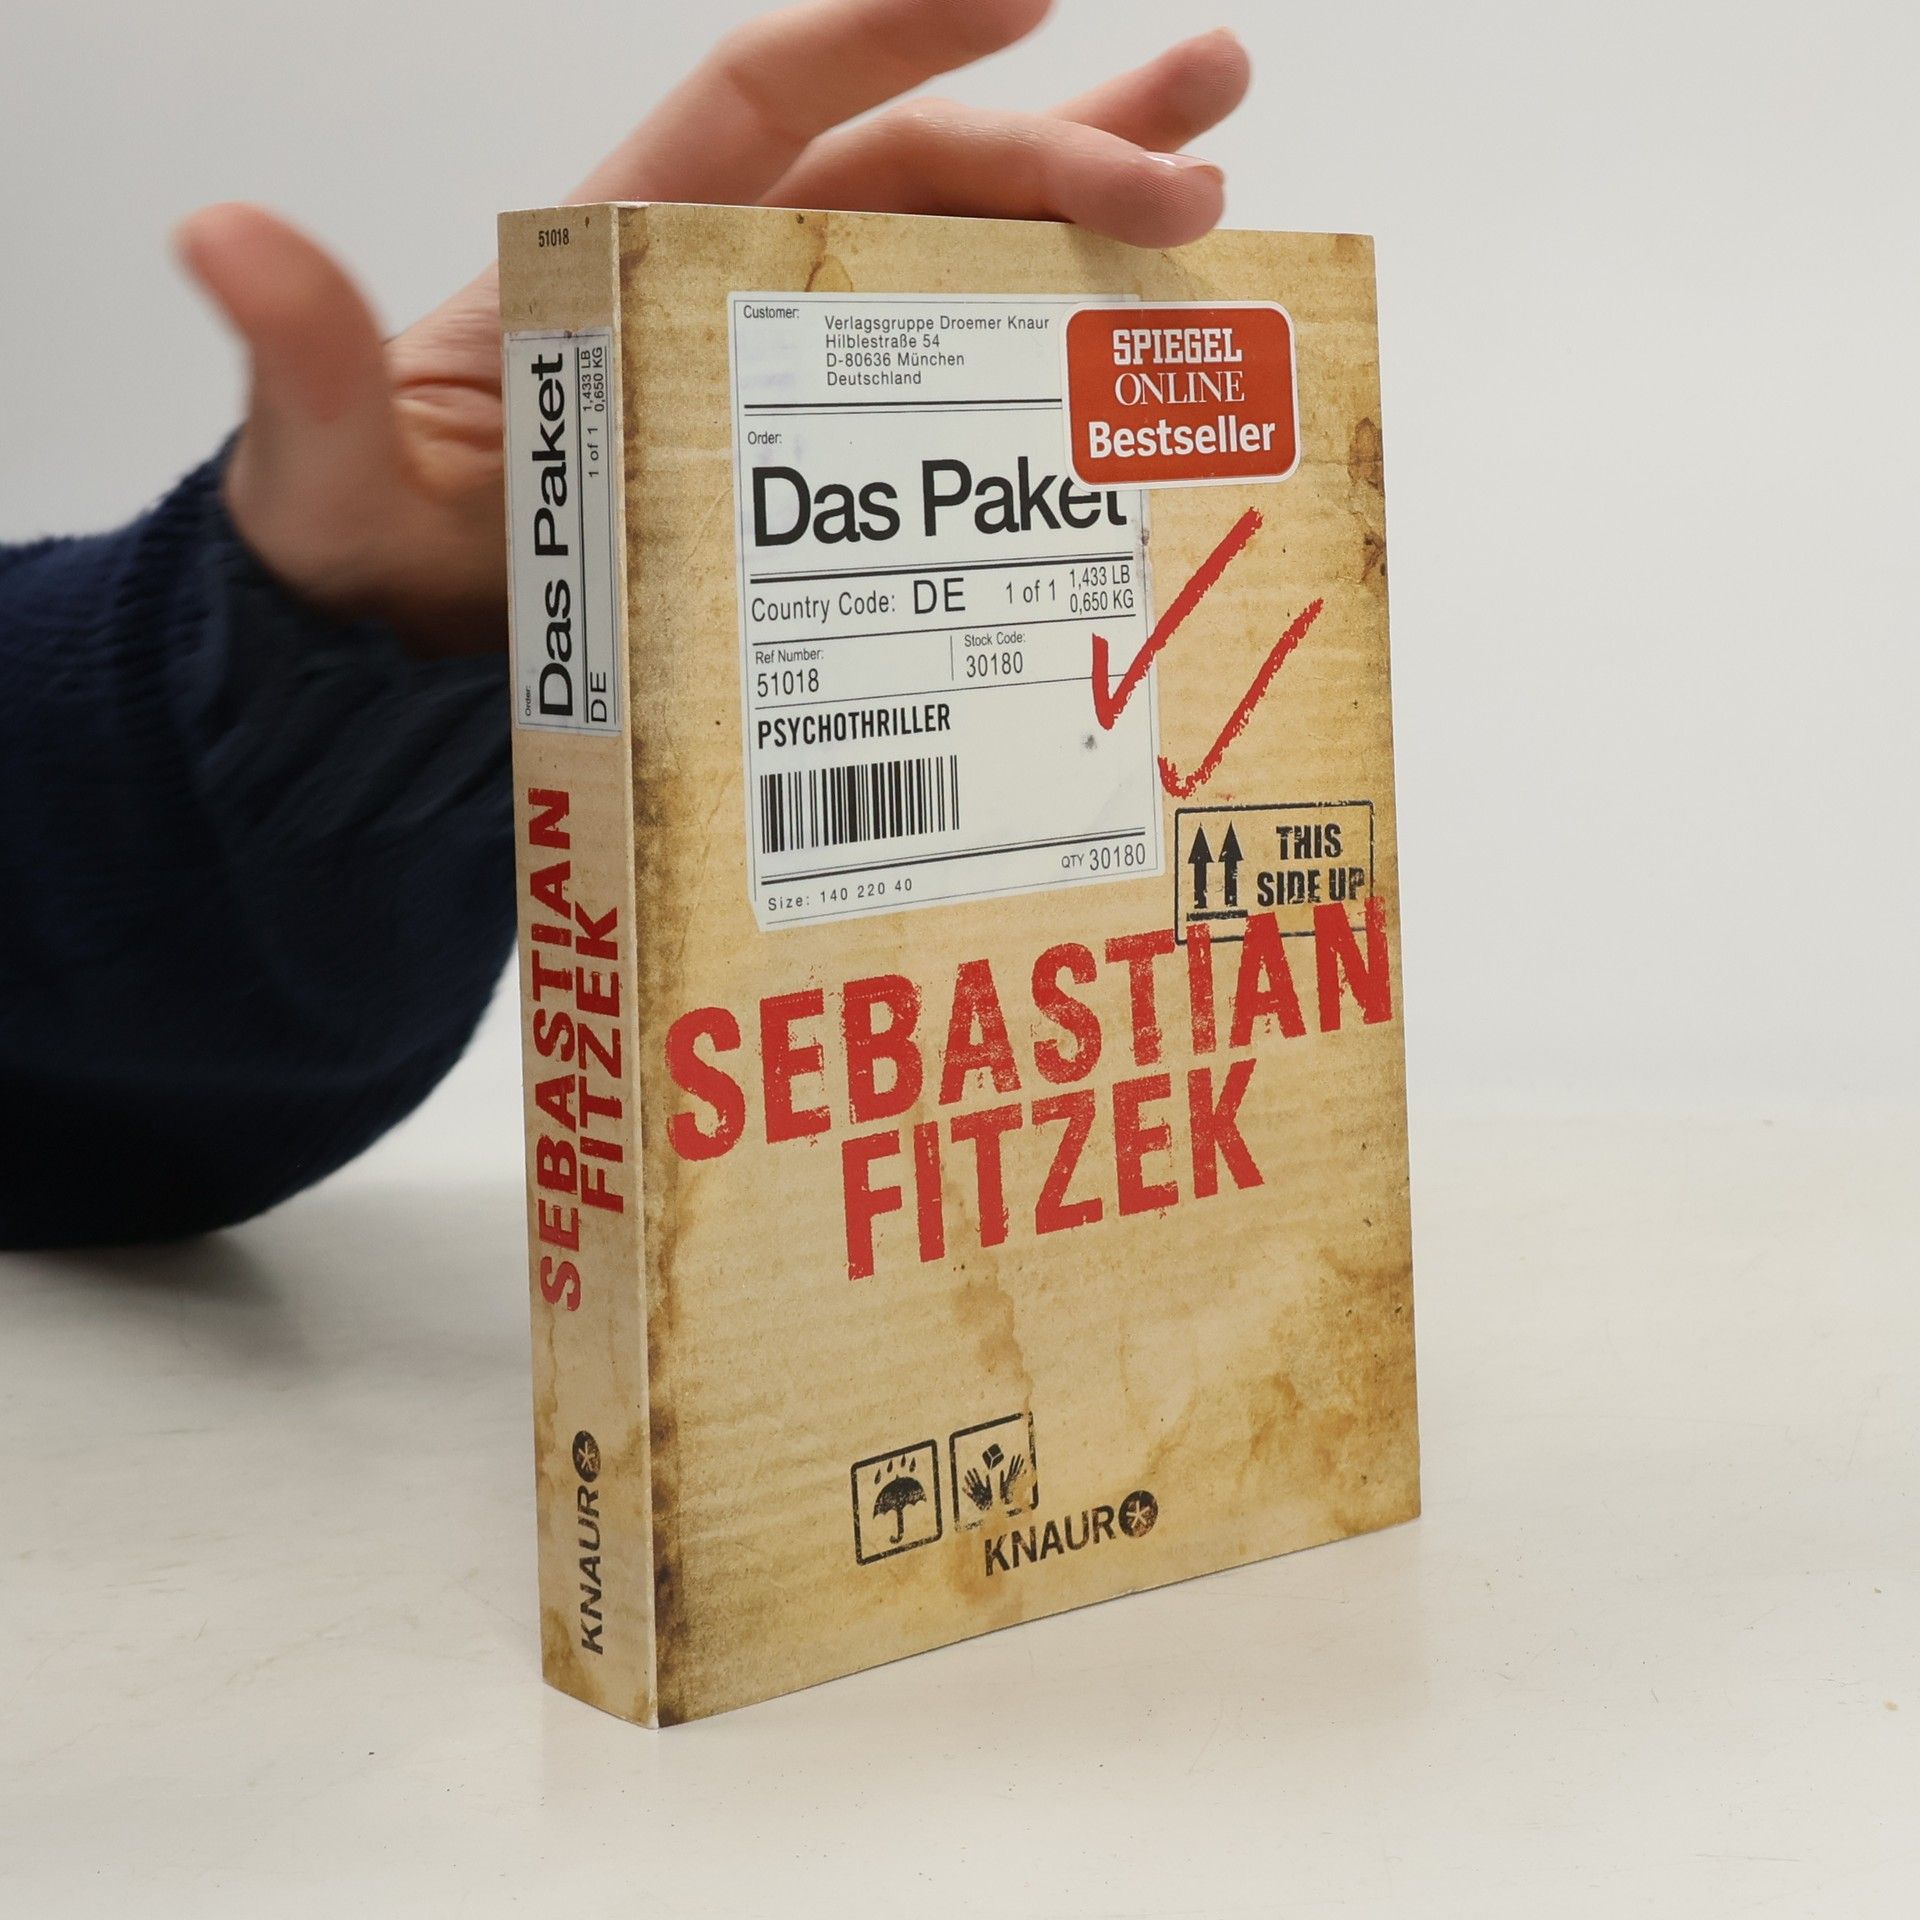 51018
Das Paket
Order:
DE
1 of 1
1,433 LB
0,650 KG
SEBASTIAN
FITZEK
KNAUR
Customer:
Verlagsgruppe Droemer Knaur
Hilblestraße 54
D-80636 München
Deutschland
SPIEGEL
ONLINE
Bestseller
Order:
Das Paket
Country Code: DE
1 of 1
1,433 LB
0,650 KG
Ref Number:
51018
Stock Code:
30180
PSYCHOTHRILLER
QTY 30180
Size: 140 220 40
THIS
SIDE UP
SEBASTIAN
FITZEK
KNAUR